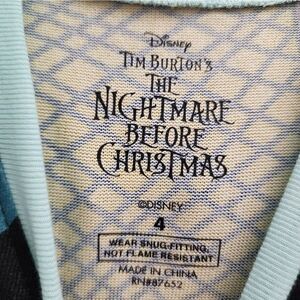 Disney
TIM BURTON'S
THE
NIGHTMARE
BEFORE
CHRISTMAS
©DISNEY
4
WEAR SNUG-FITTING,
NOT FLAME RESISTANT
MADE IN CHINA
RN#87652